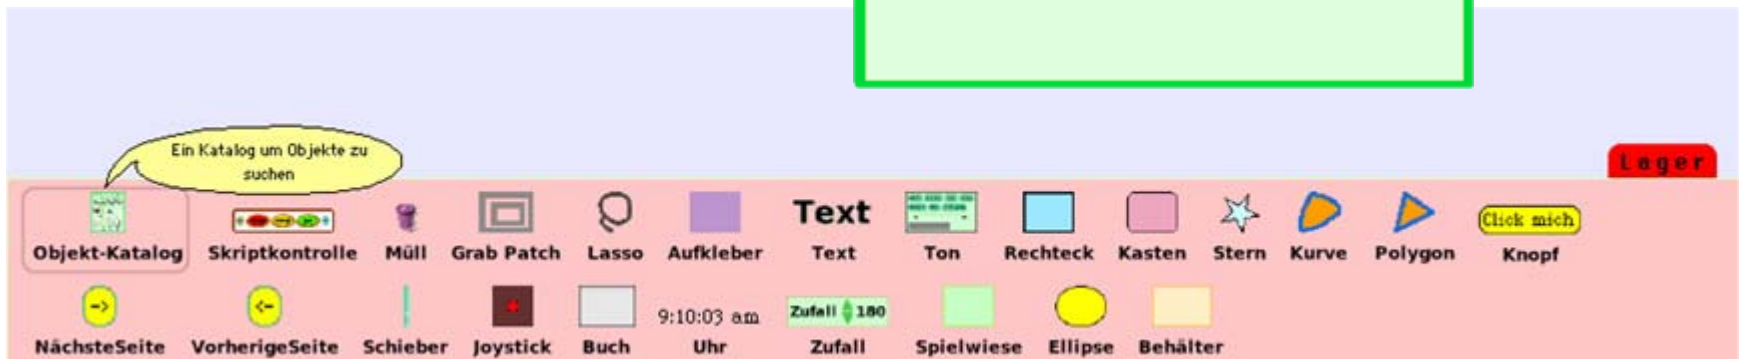 Ein Katalog um Objekte zu
suchen
Lager
Text
Click mich
Objekt-Katalog Skriptkontrolle Müll Grab Patch Lasso Aufkleber Text Ton Rechteck Kasten Stern Kurve Polygon Knopf
-> <- 9:10:03 am Zufall 180
NächsteSeite VorherigeSeite Schieber Joystick Buch Uhr Zufall Spielwiese Ellipse Behälter